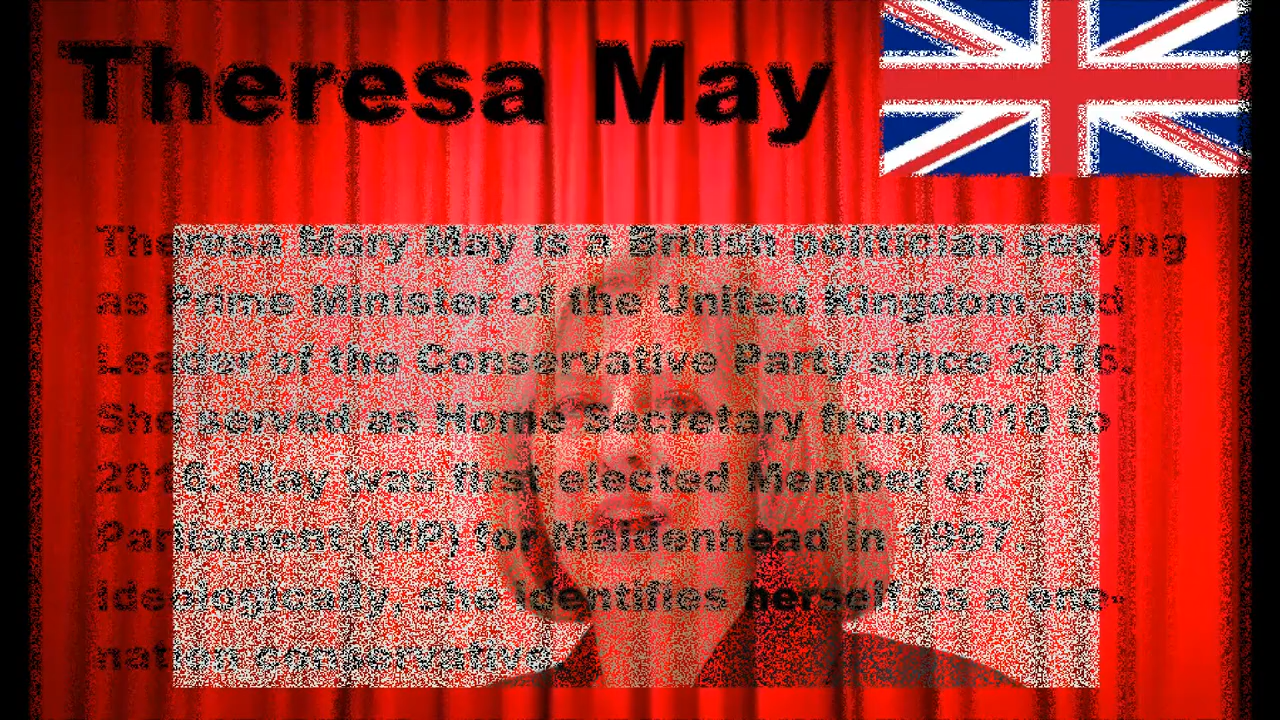 Theresa May
Theresa Mary May is a British politician serving
as Prime Minister of the United Kingdom and
Leader of the Conservative Party since 2016.
She served as Home Secretary from 2010 to
2016. May was first elected Member of
Parliament (MP) for Maidenhead in 1997.
Ideologically, she identifies herself as a one-
nation conservative.